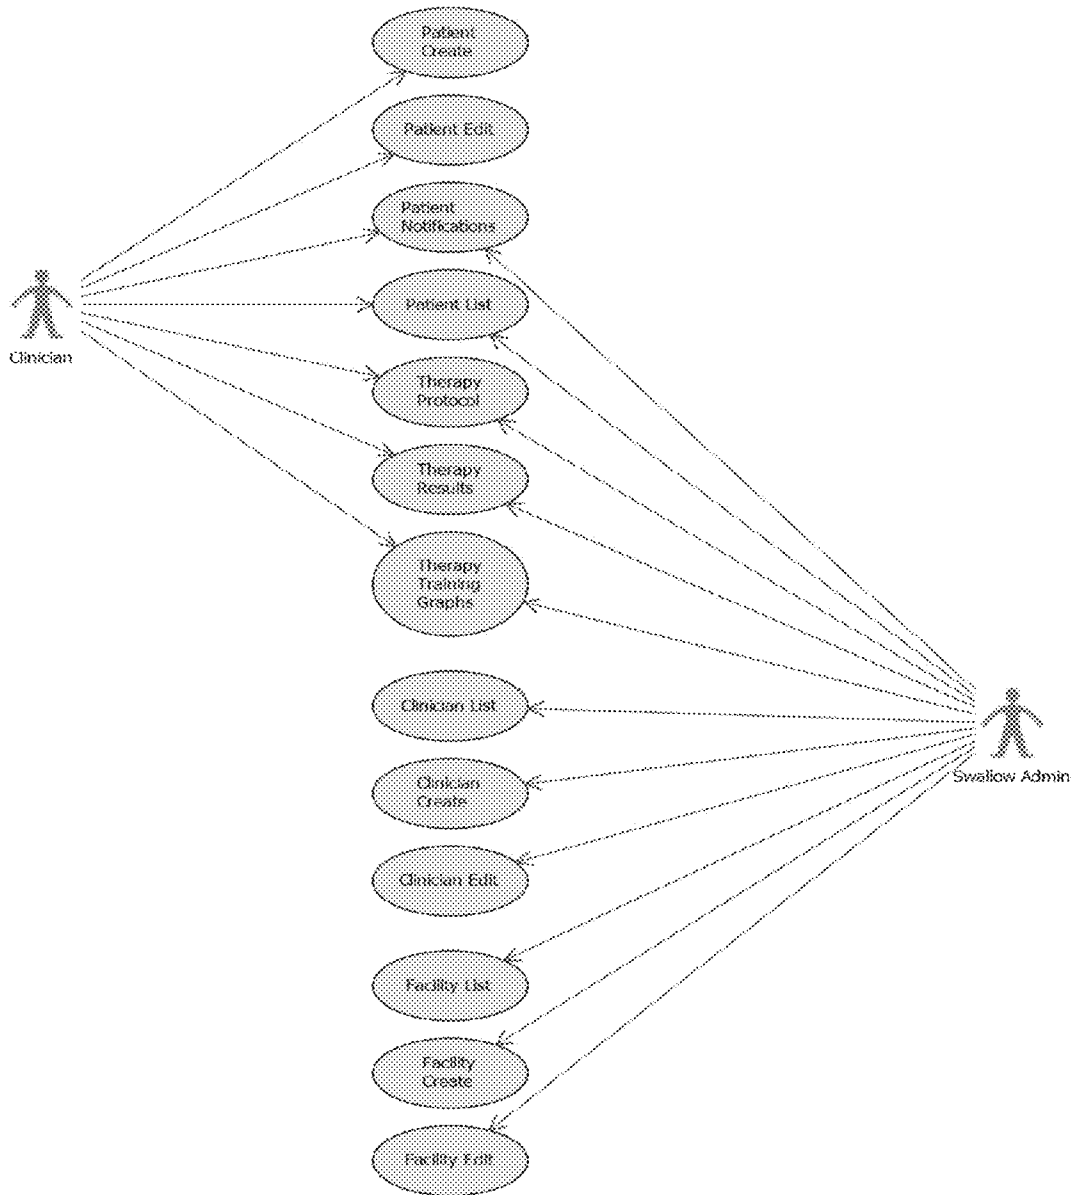 Patient
Create
Patient Edit
Patient
Notifications
Patient List
Clinician
Therapy
Protocol
Therapy
Results
Therapy
Training
Graphs
Clinician List
Swallow Admin
Clinician
Create
Clinician Edit
Facility List
Facility
Create
Facility Edit